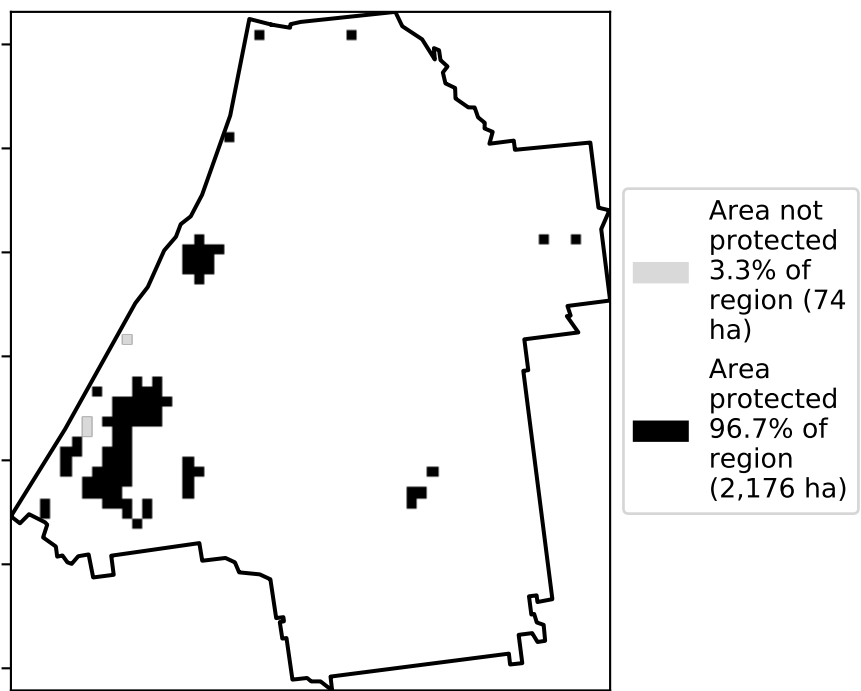 Area not
protected
3.3% of
region (74
ha)
Area
protected
96.7% of
region
(2,176 ha)